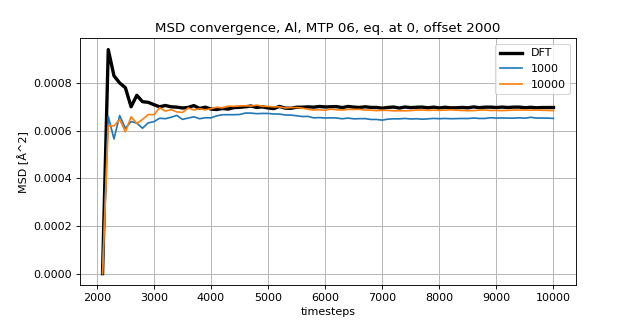 MSD convergence, Al, MTP 06, eq. at 0, offset 2000
DFT
1000
10000
MSD [Å^2]
0.0008
0.0006
0.0004
0.0002
0.0000
2000 3000 4000 5000 6000 7000 8000 9000 10000
timesteps